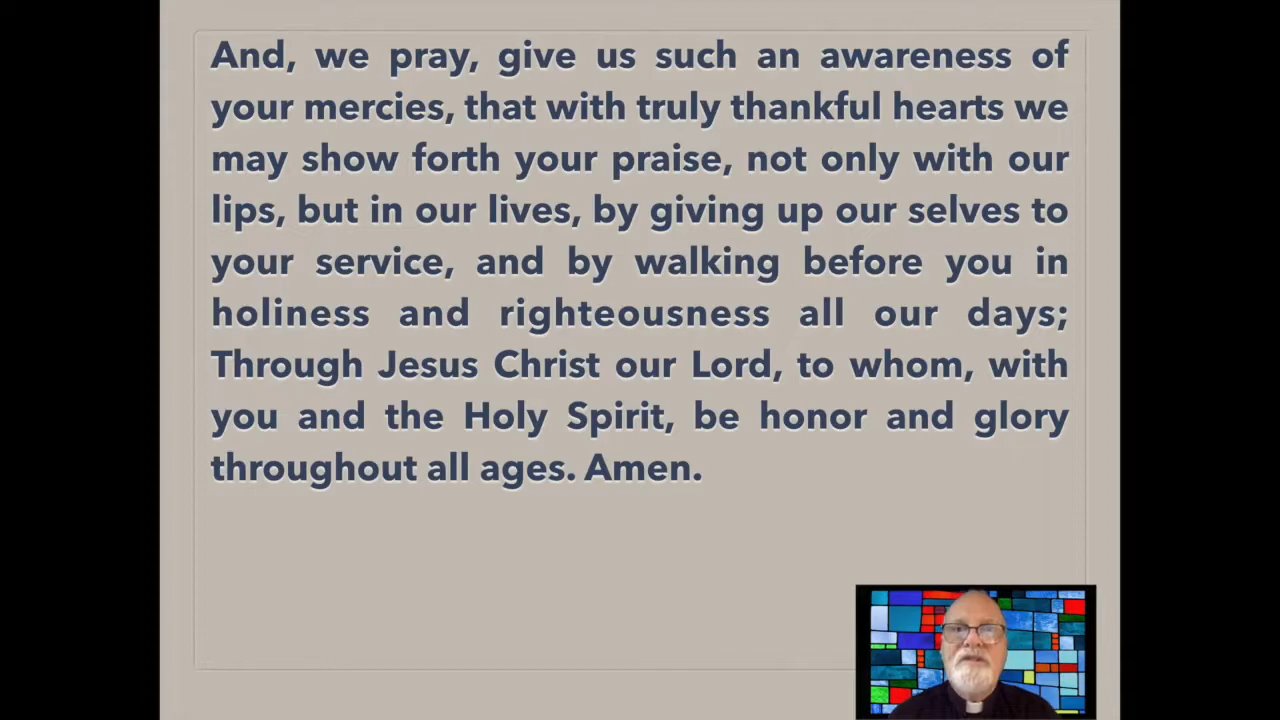 And, we pray, give us such an awareness of
your mercies, that with truly thankful hearts we
may show forth your praise, not only with our
lips, but in our lives, by giving up our selves to
your service, and by walking before you in
holiness and righteousness all our days;
Through Jesus Christ our Lord, to whom, with
you and the Holy Spirit, be honor and glory
throughout all ages. Amen.